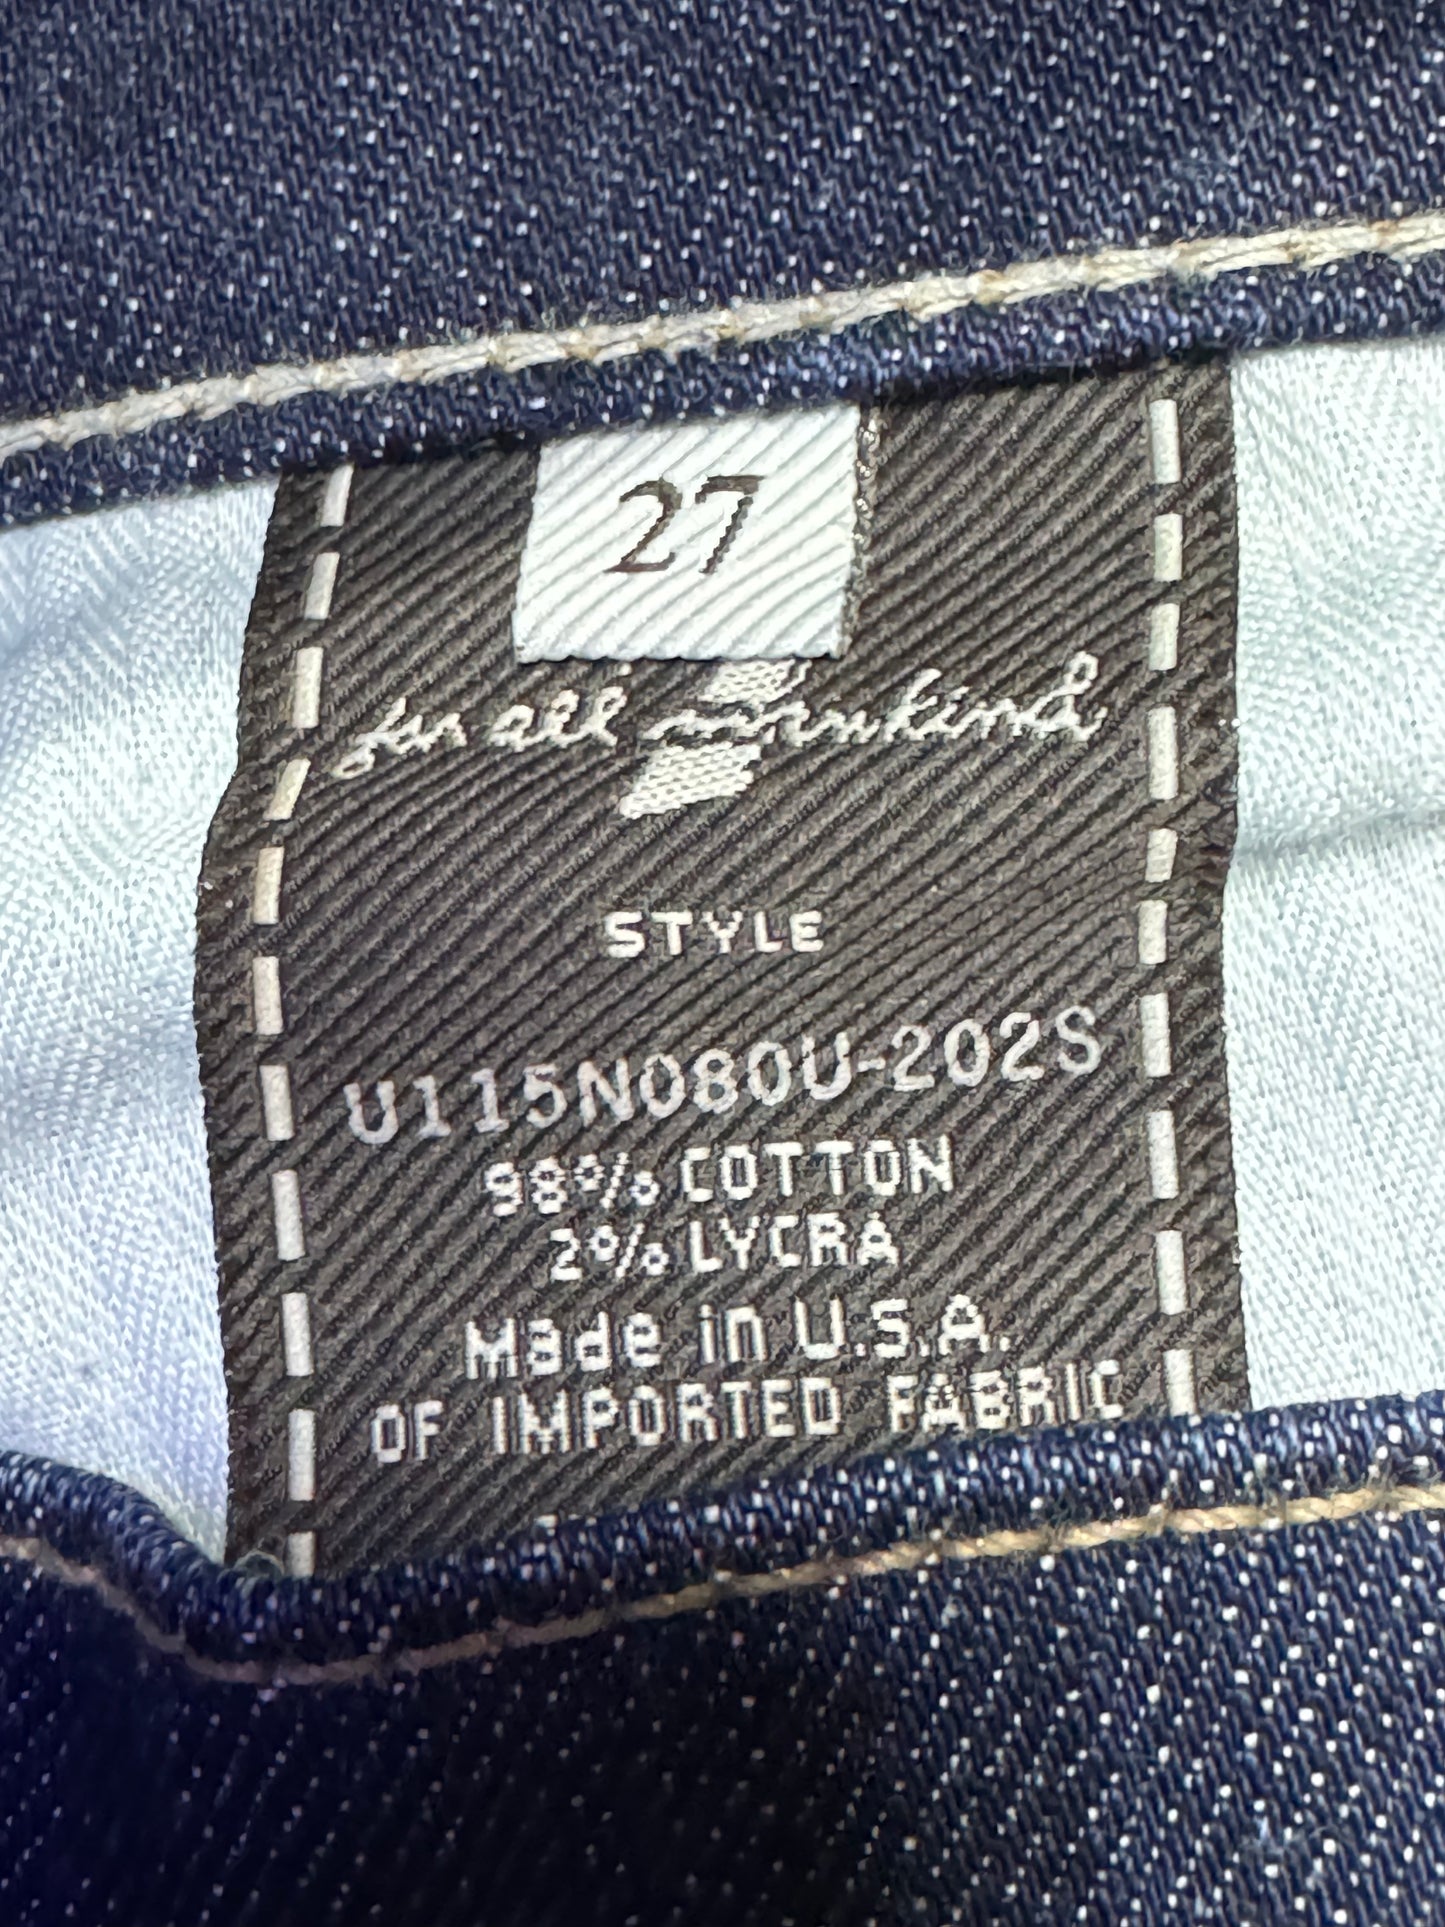 27
for all mankind
7
STYLE
U115N080U-202S
98% COTTON
2% LYCRA
Made in U.S.A.
OF IMPORTED FABRIC